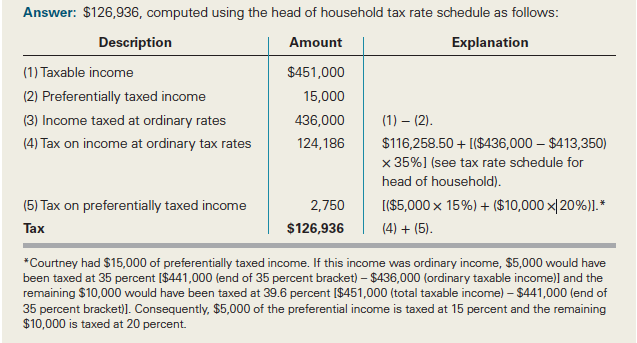 Answer: $126,936, computed using the head of household tax rate schedule as follows:
Description Amount Explanation
(1) Taxable income $451,000
(2) Preferentially taxed income 15,000
(3) Income taxed at ordinary rates 436,000 (1) – (2).
(4) Tax on income at ordinary tax rates 124,186 $116,258.50 + [($436,000 – $413,350)
× 35%] (see tax rate schedule for
head of household).
(5) Tax on preferentially taxed income 2,750 [($5,000 × 15%) + ($10,000 × 20%)].*
Tax $126,936 (4) + (5).
*Courtney had $15,000 of preferentially taxed income. If this income was ordinary income, $5,000 would have
been taxed at 35 percent [$441,000 (end of 35 percent bracket) – $436,000 (ordinary taxable income)] and the
remaining $10,000 would have been taxed at 39.6 percent [$451,000 (total taxable income) – $441,000 (end of
35 percent bracket)]. Consequently, $5,000 of the preferential income is taxed at 15 percent and the remaining
$10,000 is taxed at 20 percent.